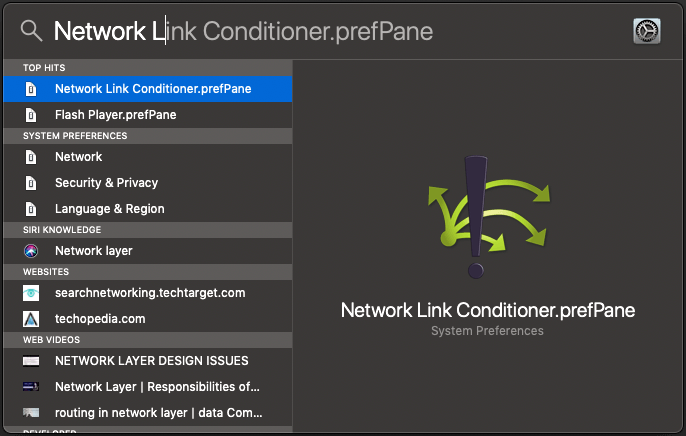 Network Link Conditioner.prefPane
TOP HITS
Network Link Conditioner.prefPane
Flash Player.prefPane
SYSTEM PREFERENCES
Network
Security & Privacy
Language & Region
SIRI KNOWLEDGE
Network layer
WEBSITES
searchnetworking.techtarget.com
techopedia.com
WEB VIDEOS
NETWORK LAYER DESIGN ISSUES
Network Layer | Responsibilities of...
routing in network layer | data Com...
DEVELOPER
Network Link Conditioner.prefPane
System Preferences